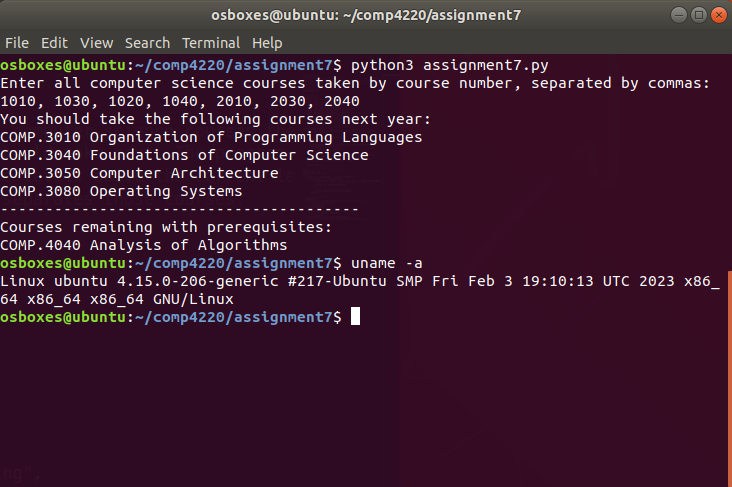 osboxes@ubuntu: ~/comp4220/assignment7
File Edit View Search Terminal Help
osboxes@ubuntu:~/comp4220/assignment7$ python3 assignment7.py
Enter all computer science courses taken by course number, separated by commas:
1010, 1030, 1020, 1040, 2010, 2030, 2040
You should take the following courses next year:
COMP.3010 Organization of Programming Languages
COMP.3040 Foundations of Computer Science
COMP.3050 Computer Architecture
COMP.3080 Operating Systems
----------------------------------------
Courses remaining with prerequisites:
COMP.4040 Analysis of Algorithms
osboxes@ubuntu:~/comp4220/assignment7$ uname -a
Linux ubuntu 4.15.0-206-generic #217-Ubuntu SMP Fri Feb 3 19:10:13 UTC 2023 x86_
64 x86_64 x86_64 GNU/Linux
osboxes@ubuntu:~/comp4220/assignment7$